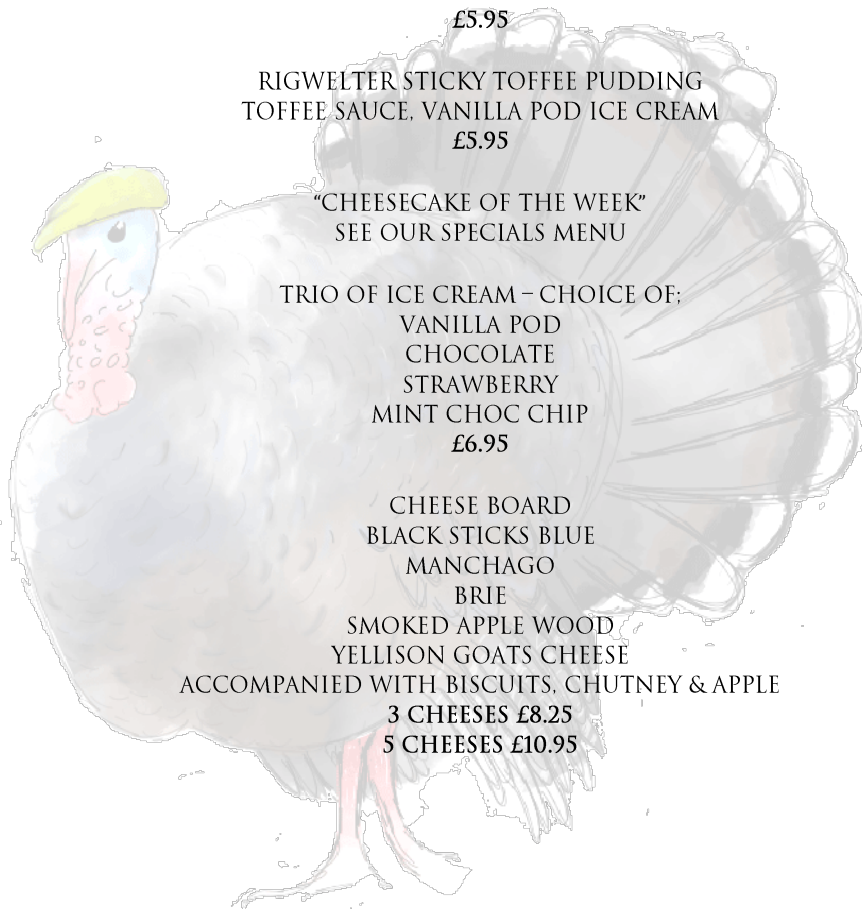 £5.95
RIGWELTER STICKY TOFFEE PUDDING
TOFFEE SAUCE, VANILLA POD ICE CREAM
£5.95
“CHEESECAKE OF THE WEEK”
SEE OUR SPECIALS MENU
TRIO OF ICE CREAM – CHOICE OF;
VANILLA POD
CHOCOLATE
STRAWBERRY
MINT CHOC CHIP
£6.95
CHEESE BOARD
BLACK STICKS BLUE
MANCHAGO
BRIE
SMOKED APPLE WOOD
YELLISON GOATS CHEESE
ACCOMPANIED WITH BISCUITS, CHUTNEY & APPLE
3 CHEESES £8.25
5 CHEESES £10.95